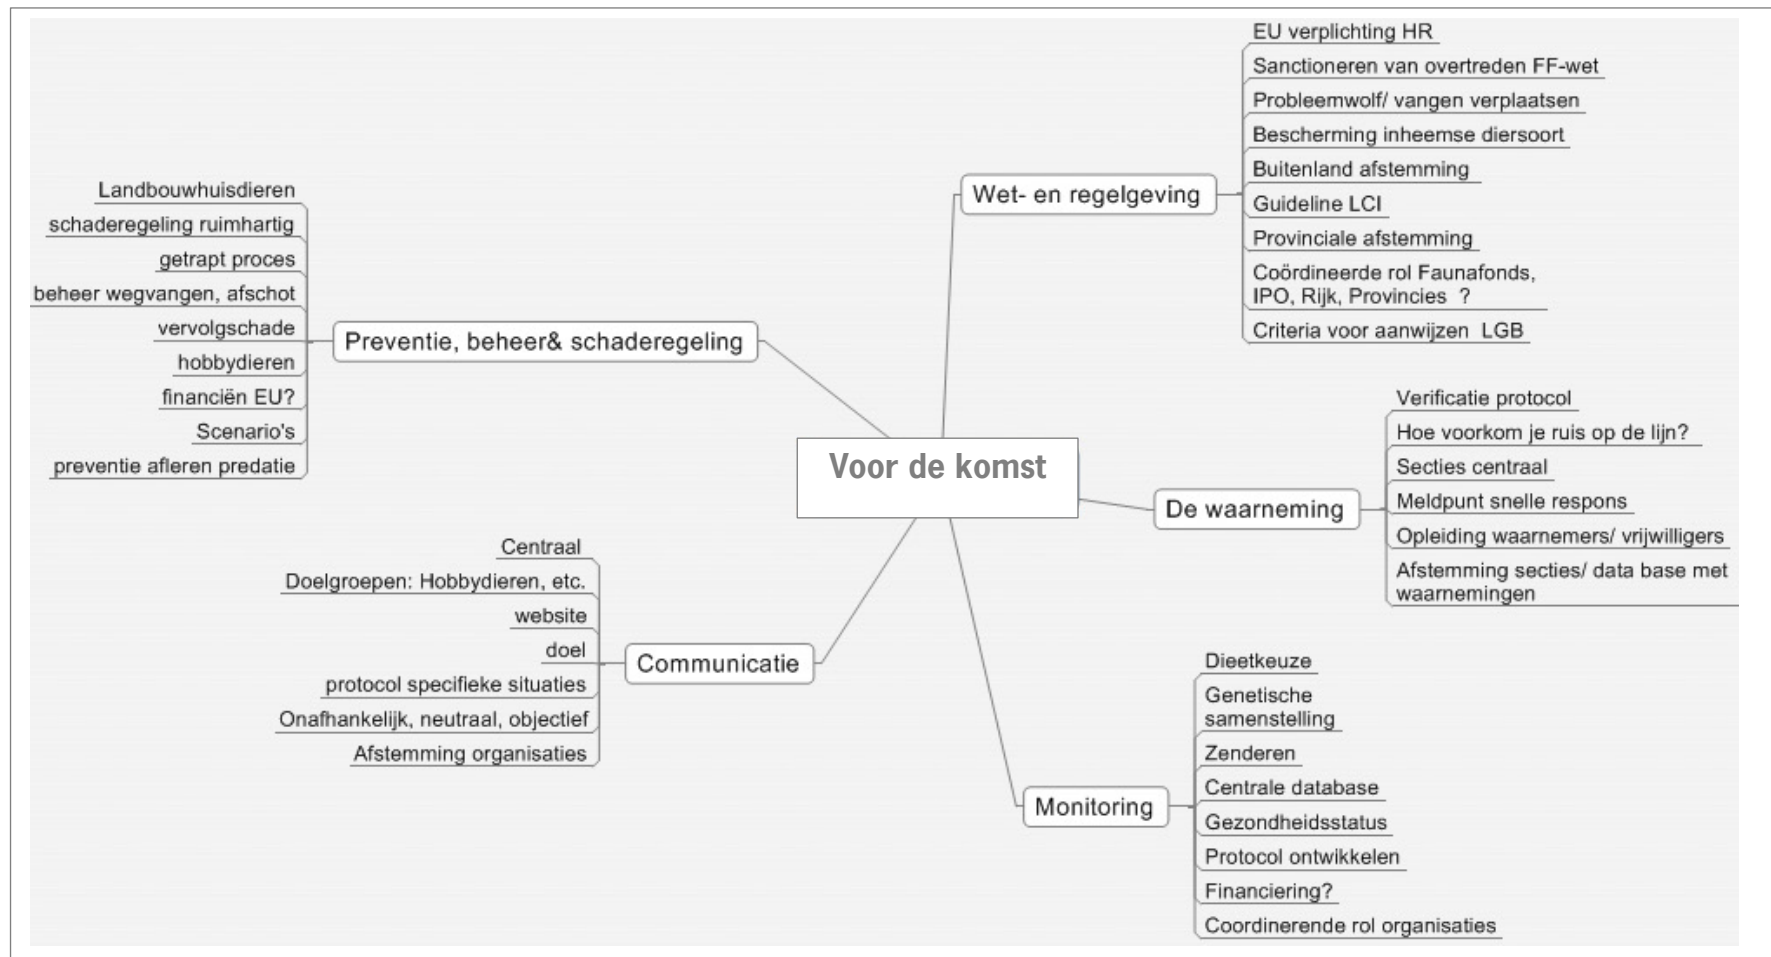 Voor de komst
Wet- en regelgeving
EU verplichting HR
Sanctioneren van overtreden FF-wet
Probleemwolf/ vangen verplaatsen
Bescherming inheemse diersoort
Buitenland afstemming
Guideline LCI
Provinciale afstemming
Coördineerde rol Faunafonds,
IPO, Rijk, Provincies  ?
Criteria voor aanwijzen  LGB
De waarneming
Verificatie protocol
Hoe voorkom je ruis op de lijn?
Secties centraal
Meldpunt snelle respons
Opleiding waarnemers/ vrijwilligers
Afstemming secties/ data base met
waarnemingen
Monitoring
Dieetkeuze
Genetische
samenstelling
Zenderen
Centrale database
Gezondheidsstatus
Protocol ontwikkelen
Financiering?
Coordinerende rol organisaties
Preventie, beheer& schaderegeling
Landbouwhuisdieren
schaderegeling ruimhartig
getrapt proces
beheer wegvangen, afschot
vervolgschade
hobbydieren
financiën EU?
Scenario's
preventie afleren predatie
Communicatie
Centraal
Doelgroepen: Hobbydieren, etc.
website
doel
protocol specifieke situaties
Onafhankelijk, neutraal, objectief
Afstemming organisaties